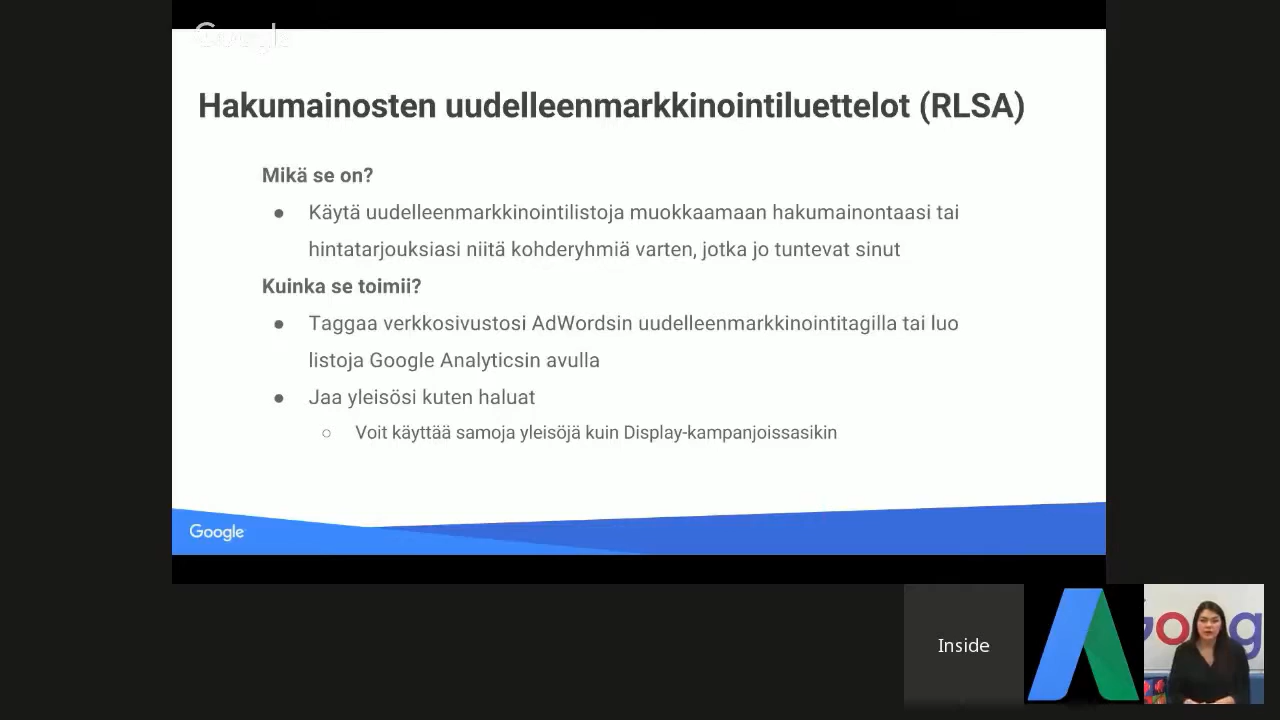 Google
Hakumainosten uudelleenmarkkinointiluettelot (RLSA)
Mikä se on?
● Käytä uudelleenmarkkinointilistoja muokkaamaan hakumainontaasi tai
hintatarjouksiasi niitä kohderyhmiä varten, jotka jo tuntevat sinut
Kuinka se toimii?
● Taggaa verkkosivustosi AdWordsin uudelleenmarkkinointitagilla tai luo
listoja Google Analyticsin avulla
● Jaa yleisösi kuten haluat
○ Voit käyttää samoja yleisöjä kuin Display-kampanjoissasikin
Google
Inside